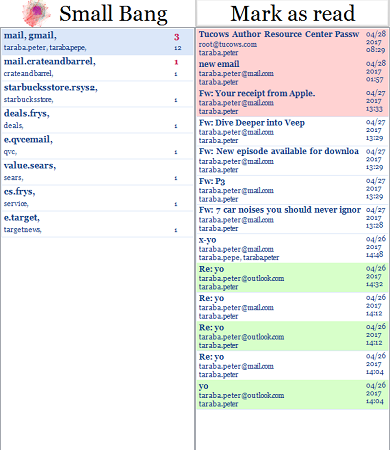 Small Bang
mail, gmail,
3
taraba.peter, tarabapepe,
12
mail.crateandbarrel,
1
crateandbarrel,
1
starbucksstore.rsys2,
starbucksstore,
1
deals.frys,
deals,
1
e.qvcemail,
qvc,
1
value.sears,
sears,
1
cs.frys,
service,
1
e.target,
targetnews,
1
Mark as read
Tucows Author Resource Center Passw
04/28
root@tucows.com
2017
taraba.peter
08:29
new email
04/28
taraba.peter@mail.com
2017
taraba.peter
01:57
Fw: Your receipt from Apple.
04/27
taraba.peter@mail.com
2017
taraba.peter
13:33
Fw: Dive Deeper into Veep
04/27
taraba.peter@mail.com
2017
taraba.peter
13:29
Fw: New episode available for downloa
04/27
taraba.peter@mail.com
2017
taraba.peter
13:29
Fw: P3
04/27
taraba.peter@mail.com
2017
taraba.peter
13:29
Fw: 7 car noises you should never ignor
04/27
taraba.peter@mail.com
2017
taraba.peter
13:28
x-yo
04/26
taraba.peter@mail.com
2017
taraba.pepe, taraba.peter
14:48
Re: yo
04/26
taraba.peter@outlook.com
2017
taraba.peter
14:32
Re: yo
04/26
taraba.peter@mail.com
2017
taraba.peter
14:12
Re: yo
04/26
taraba.peter@outlook.com
2017
taraba.peter
14:12
Re: yo
04/26
taraba.peter@mail.com
2017
taraba.peter
14:04
yo
04/26
taraba.peter@outlook.com
2017
taraba.peter
14:04